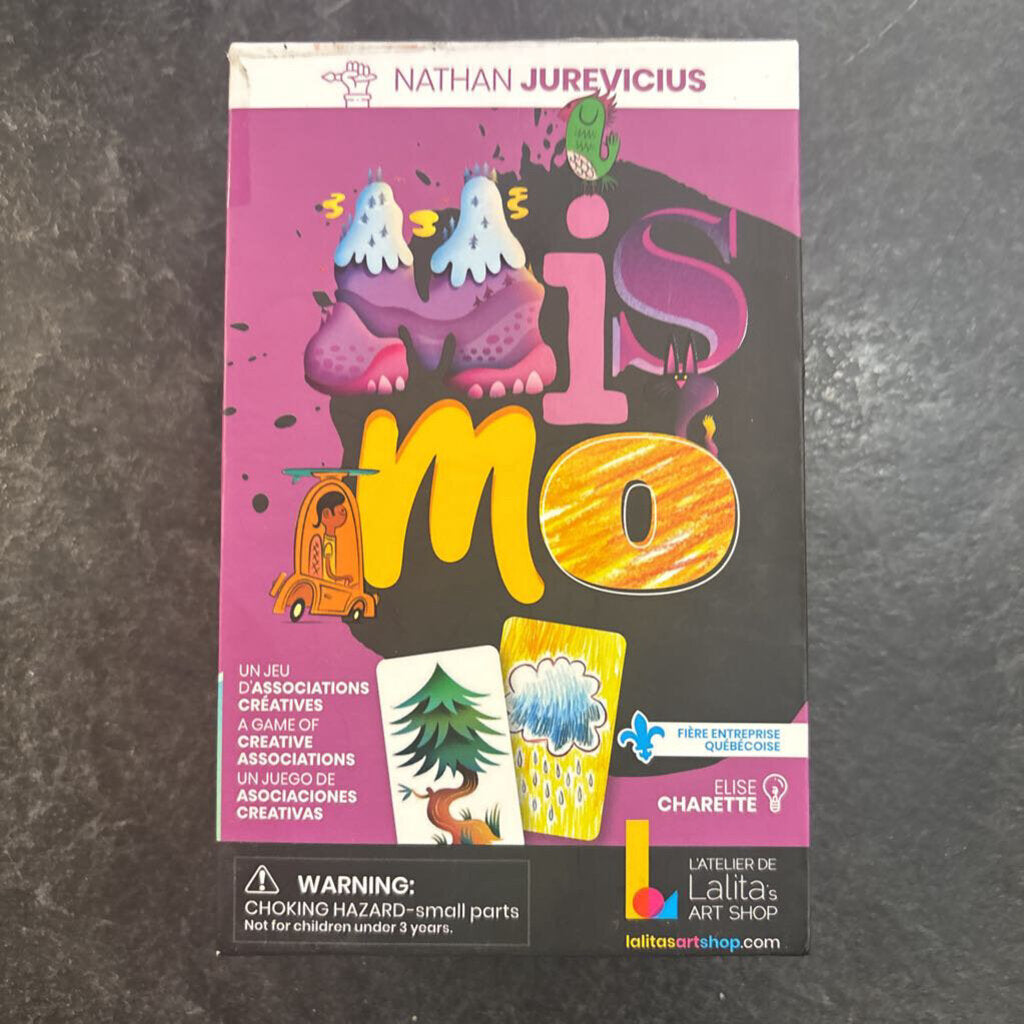 NATHAN JUREVICIUS
Mis
mo
UN JEU
D'ASSOCIATIONS
CRÉATIVES
A GAME OF
CREATIVE
ASSOCIATIONS
UN JUEGO DE
ASOCIACIONES
CREATIVAS
FIÈRE ENTREPRISE
QUÉBÉCOISE
ELISE
CHARETTE
WARNING:
CHOKING HAZARD-small parts
Not for children under 3 years.
L'ATELIER DE
Lalita's
ART SHOP
lalitasartshop.com